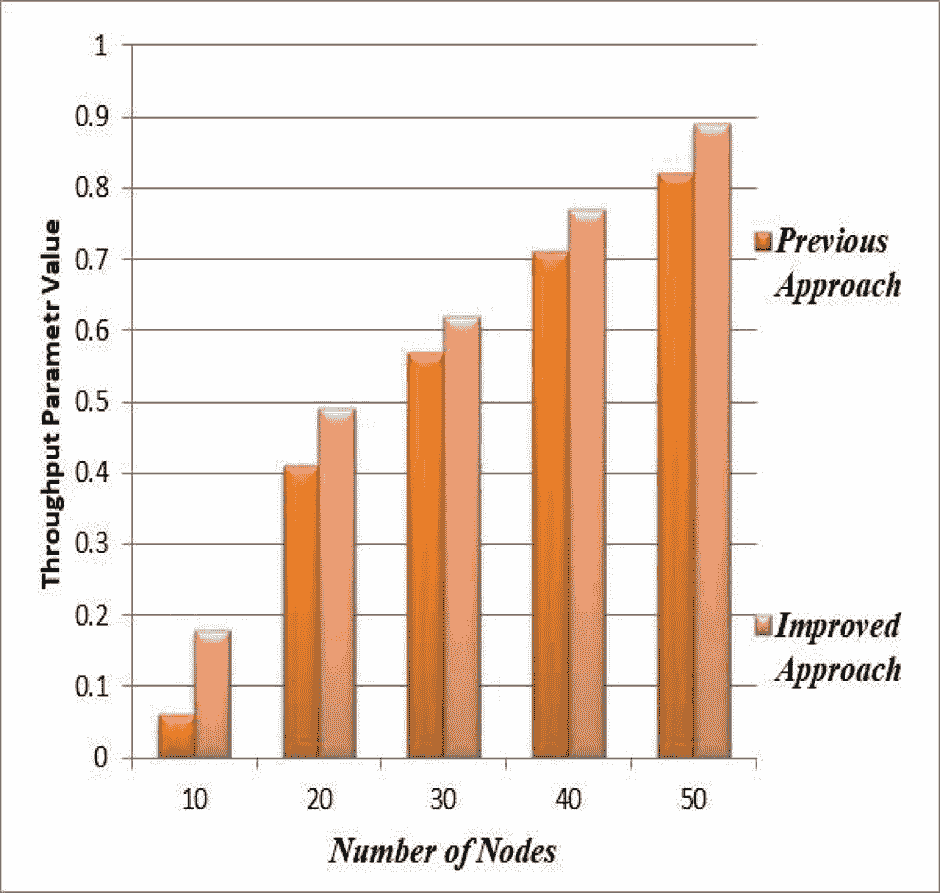 Throughput Parametr Value
1
0.9
0.8
0.7
0.6
0.5
0.4
0.3
0.2
0.1
0
10 20 30 40 50
Number of Nodes
Previous
Approach
Improved
Approach